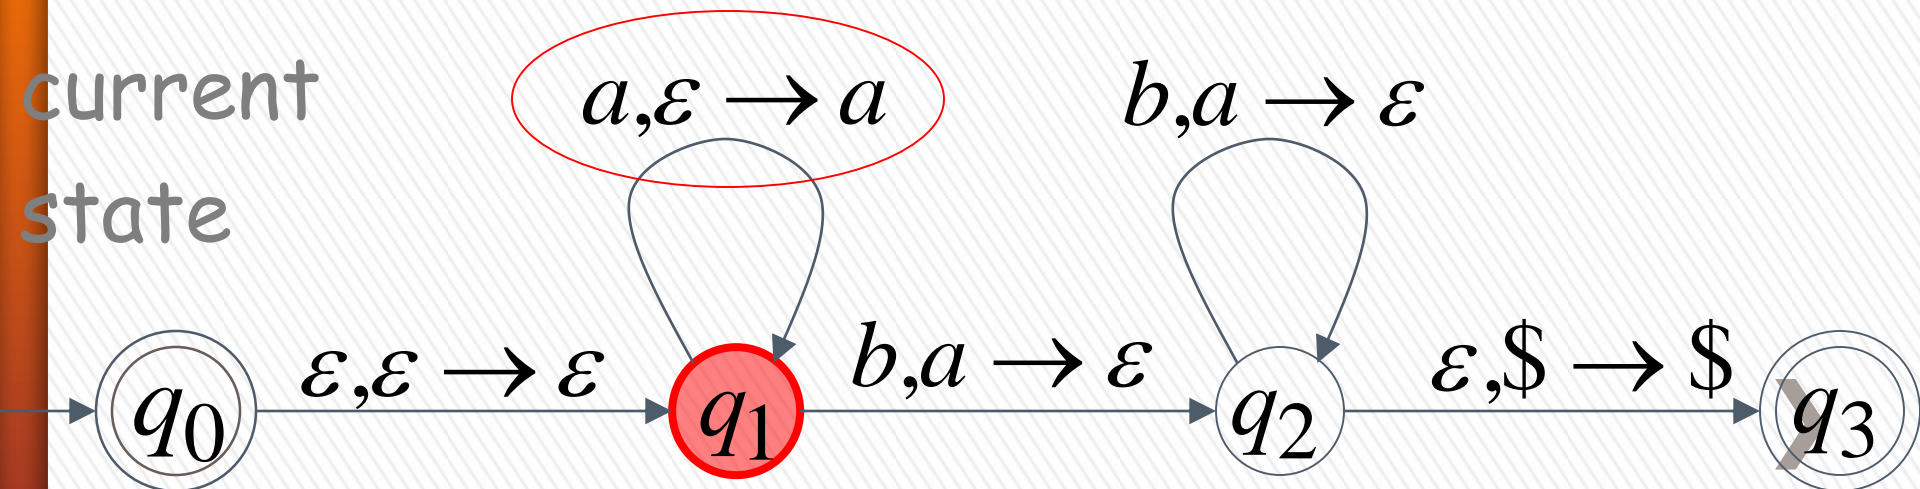 current
state
a,ε → a
b,a → ε
ε,ε → ε
b,a → ε
ε,$ → $
q0
q1
q2
q3